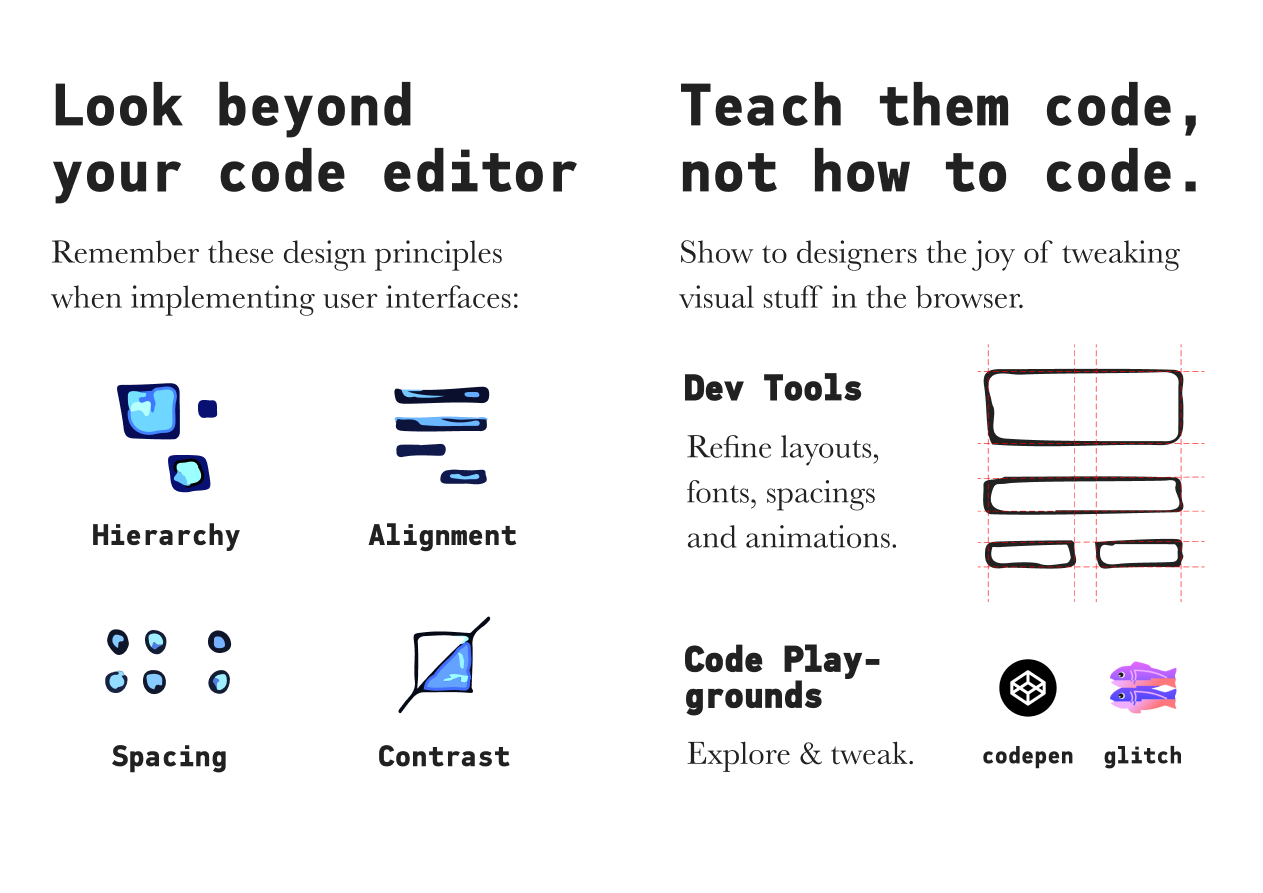 Look beyond
your code editor
Remember these design principles
when implementing user interfaces:
Hierarchy
Alignment
Spacing
Contrast
Teach them code,
not how to code.
Show to designers the joy of tweaking
visual stuff in the browser.
Dev Tools
Refine layouts,
fonts, spacings
and animations.
Code Play-
grounds
Explore & tweak.
codepen
glitch